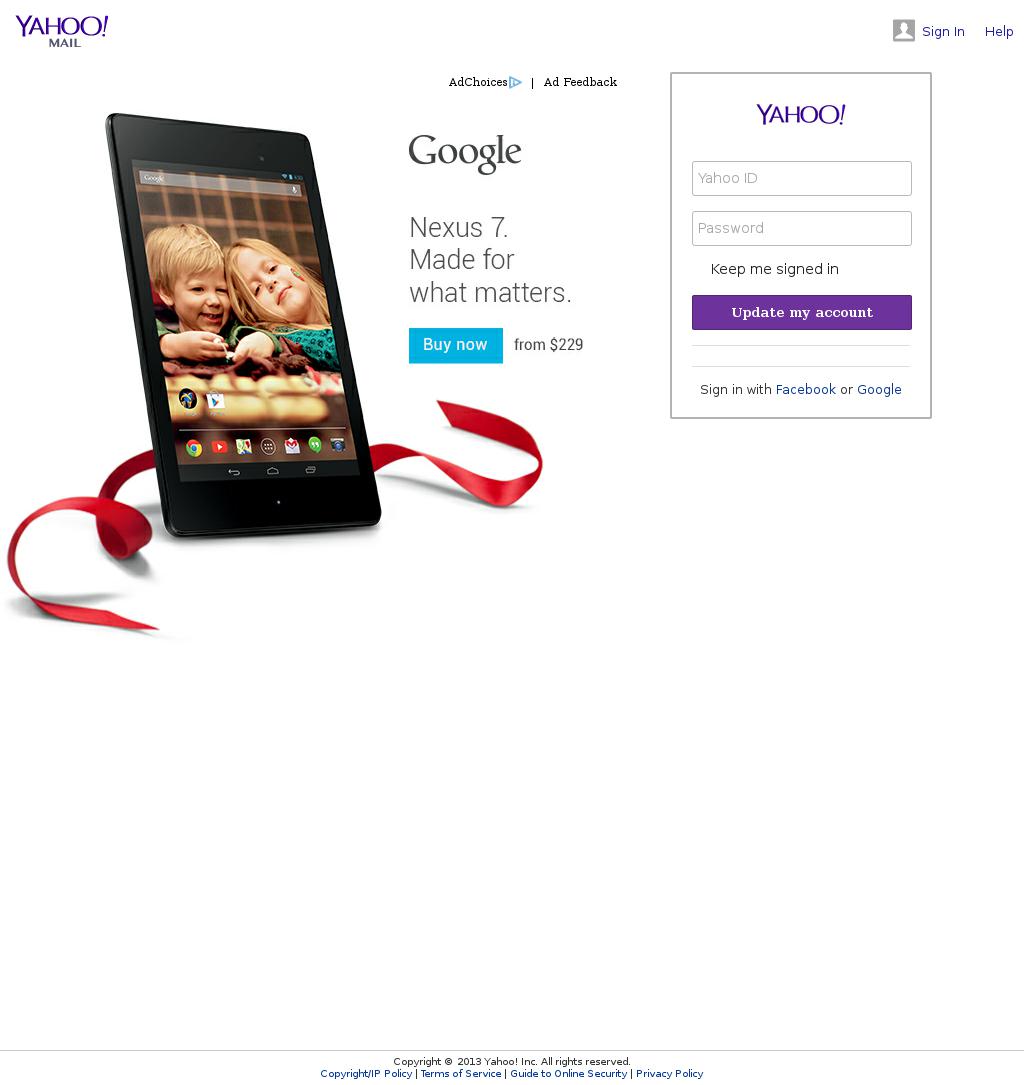 YAHOO!
MAIL
Sign In
Help
AdChoices | Ad Feedback
Google
Nexus 7.
Made for
what matters.
Buy now
from $229
Google
YAHOO!
Yahoo ID
Password
Keep me signed in
Update my account
Sign in with Facebook or Google
Copyright © 2013 Yahoo! Inc. All rights reserved.
Copyright/IP Policy | Terms of Service | Guide to Online Security | Privacy Policy